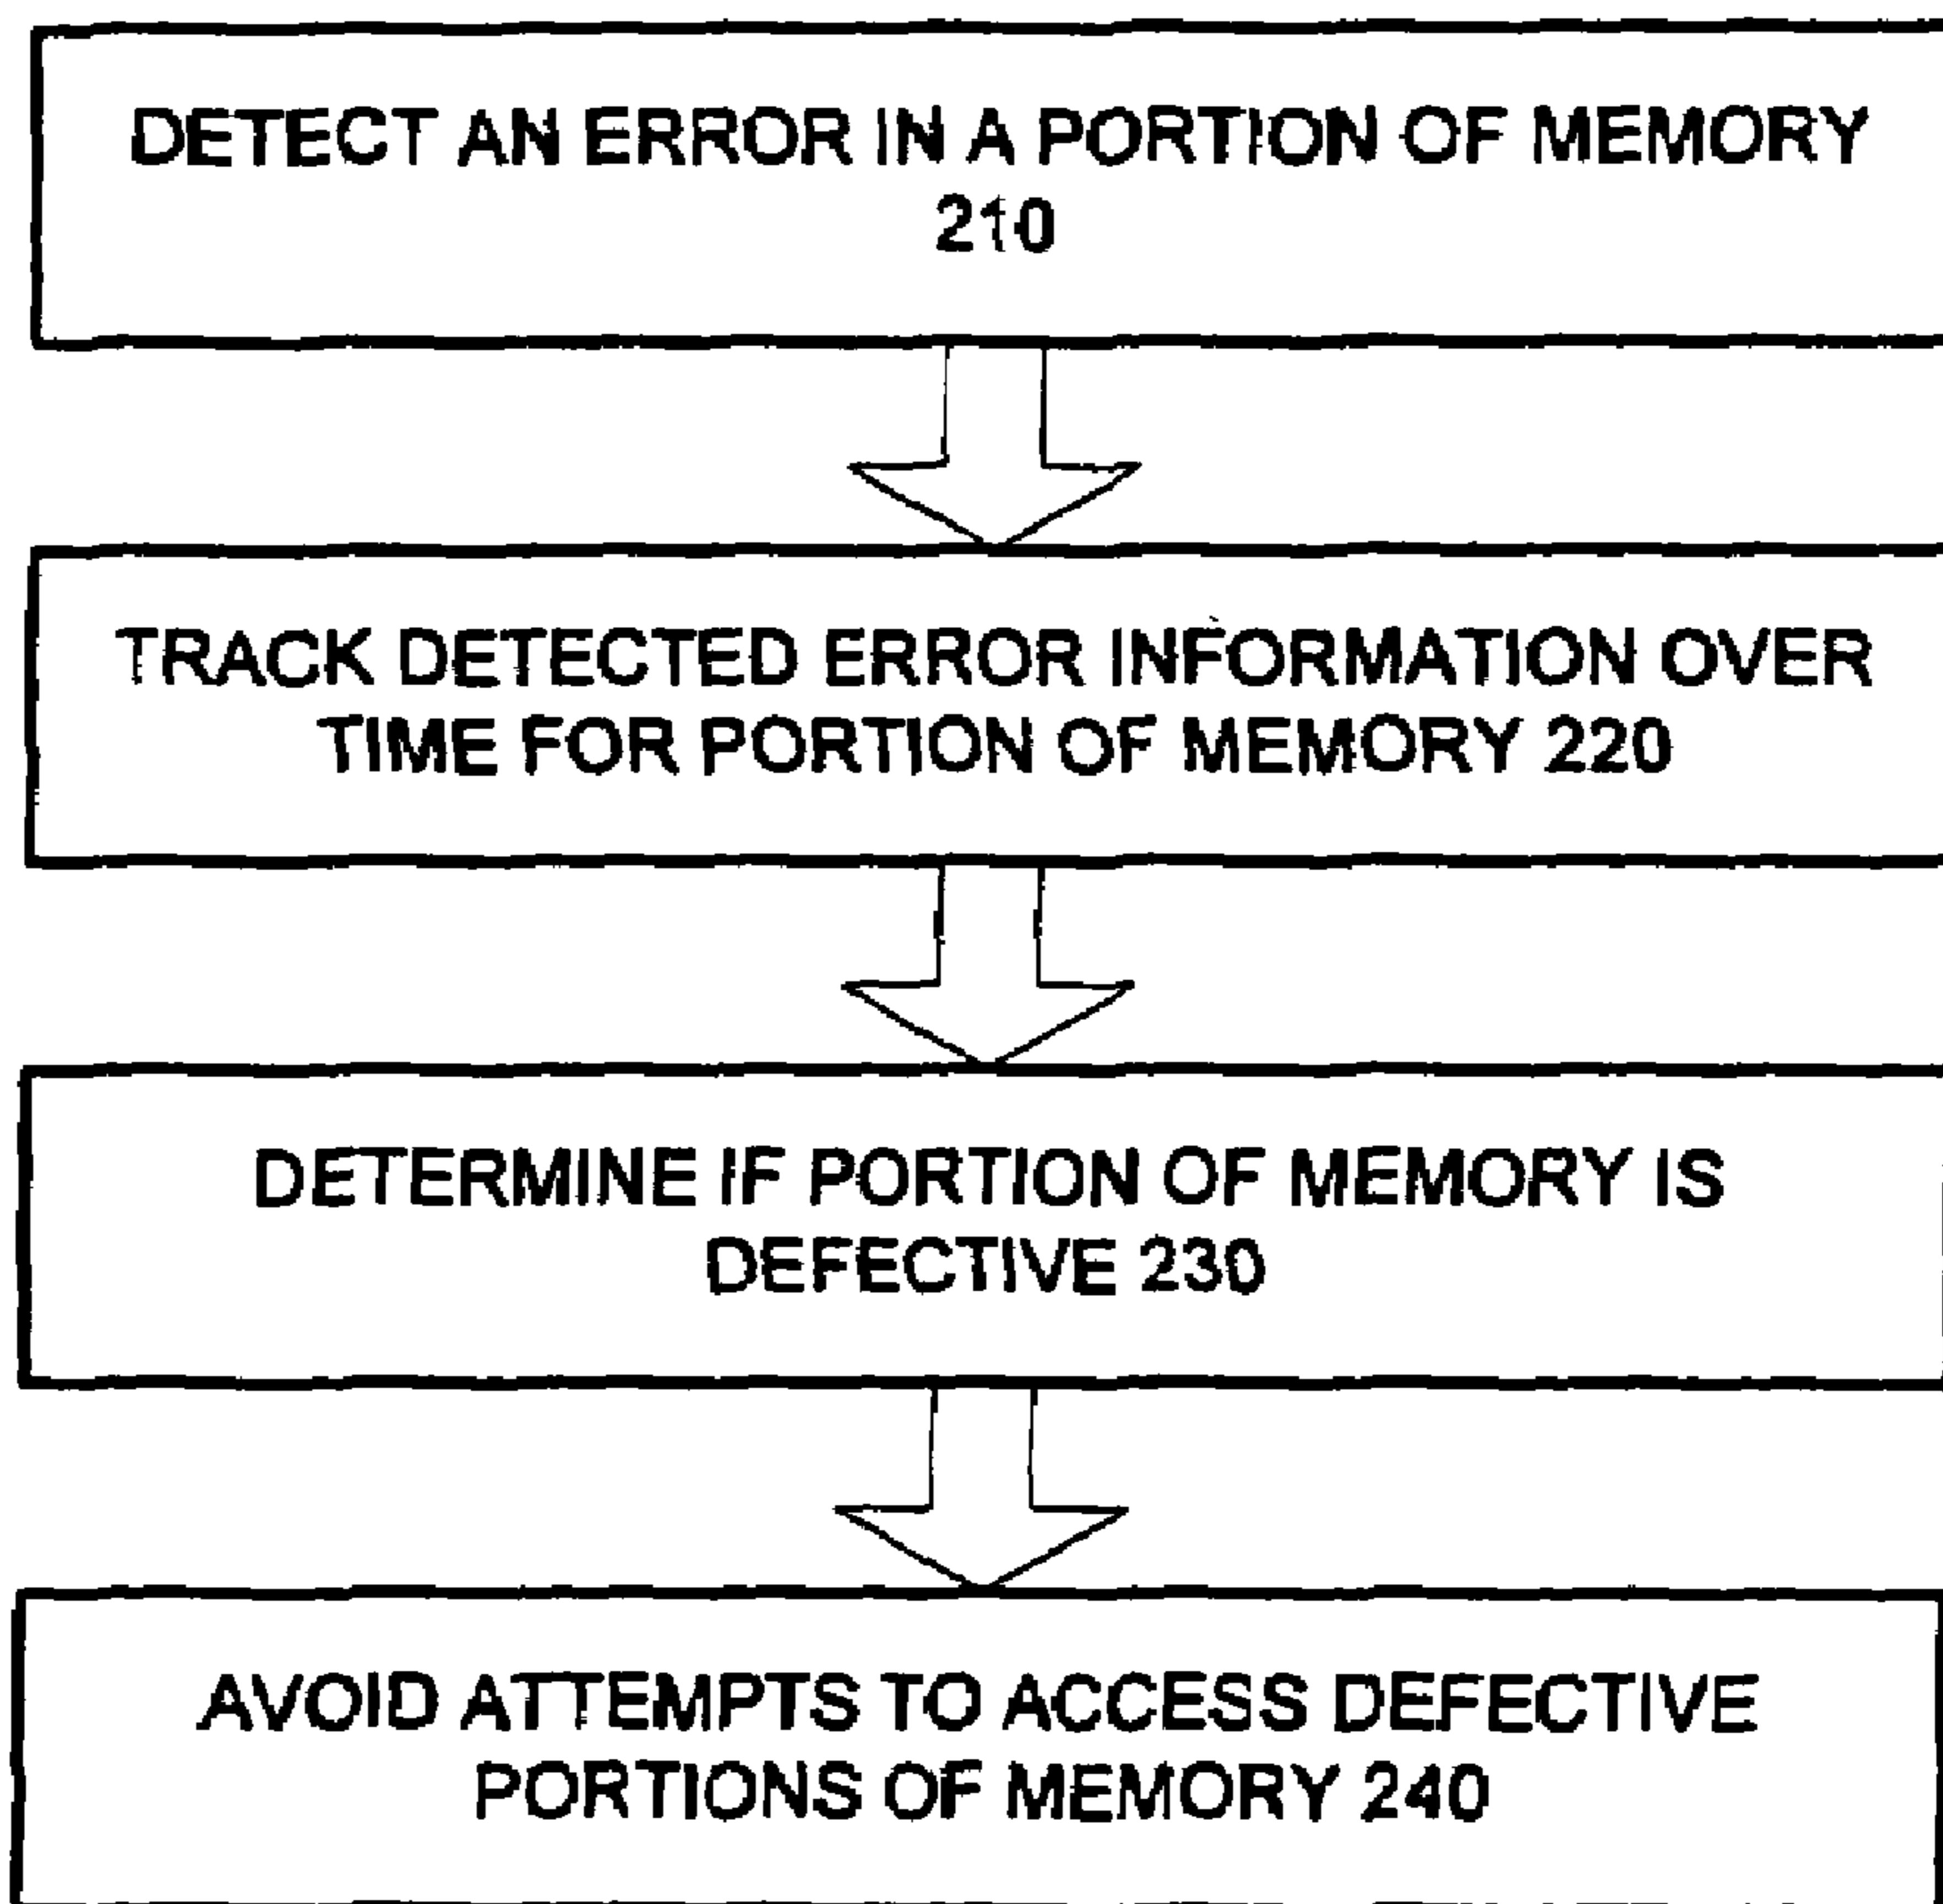 DETECT AN ERROR IN A PORTION OF MEMORY
210
TRACK DETECTED ERROR INFORMATION OVER
TIME FOR PORTION OF MEMORY 220
DETERMINE IF PORTION OF MEMORY IS
DEFECTIVE 230
AVOID ATTEMPTS TO ACCESS DEFECTIVE
PORTIONS OF MEMORY 240